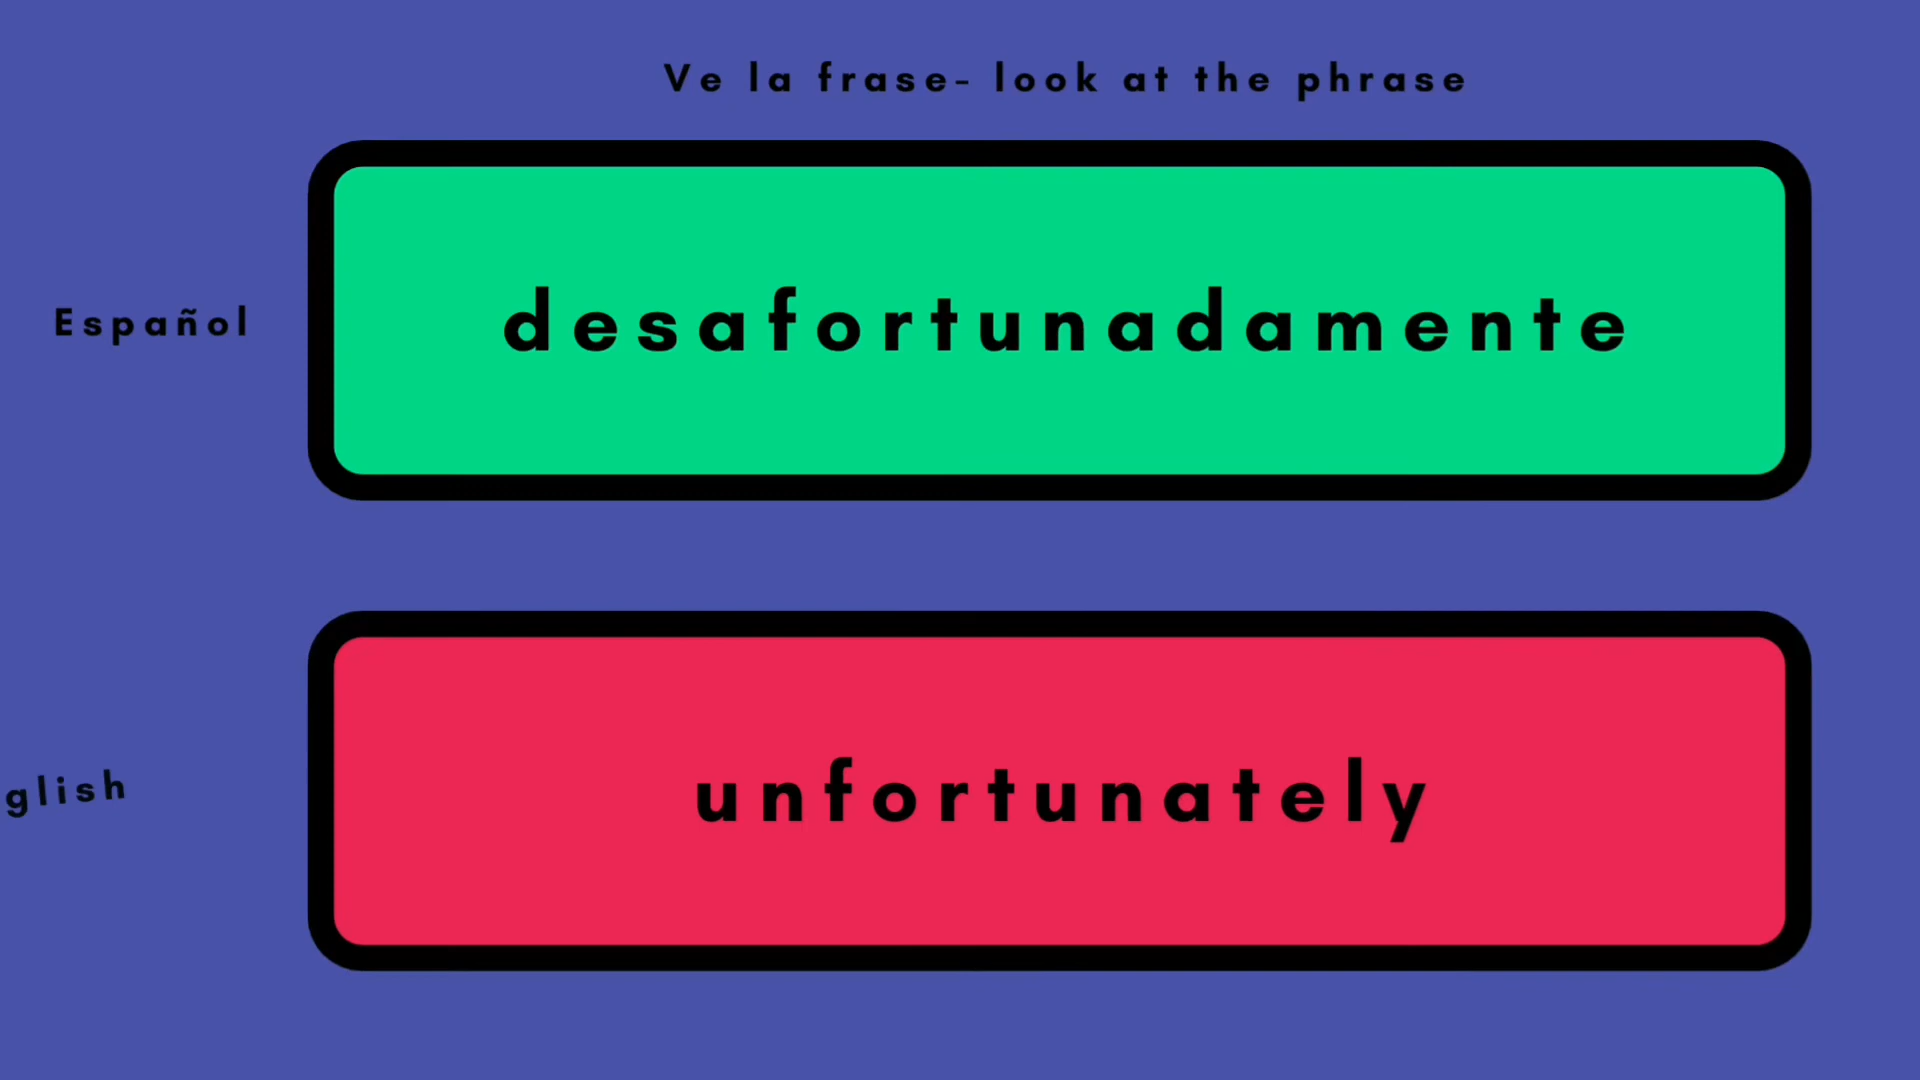 Ve la frase- look at the phrase
Español
desafortunadamente
glish
unfortunately